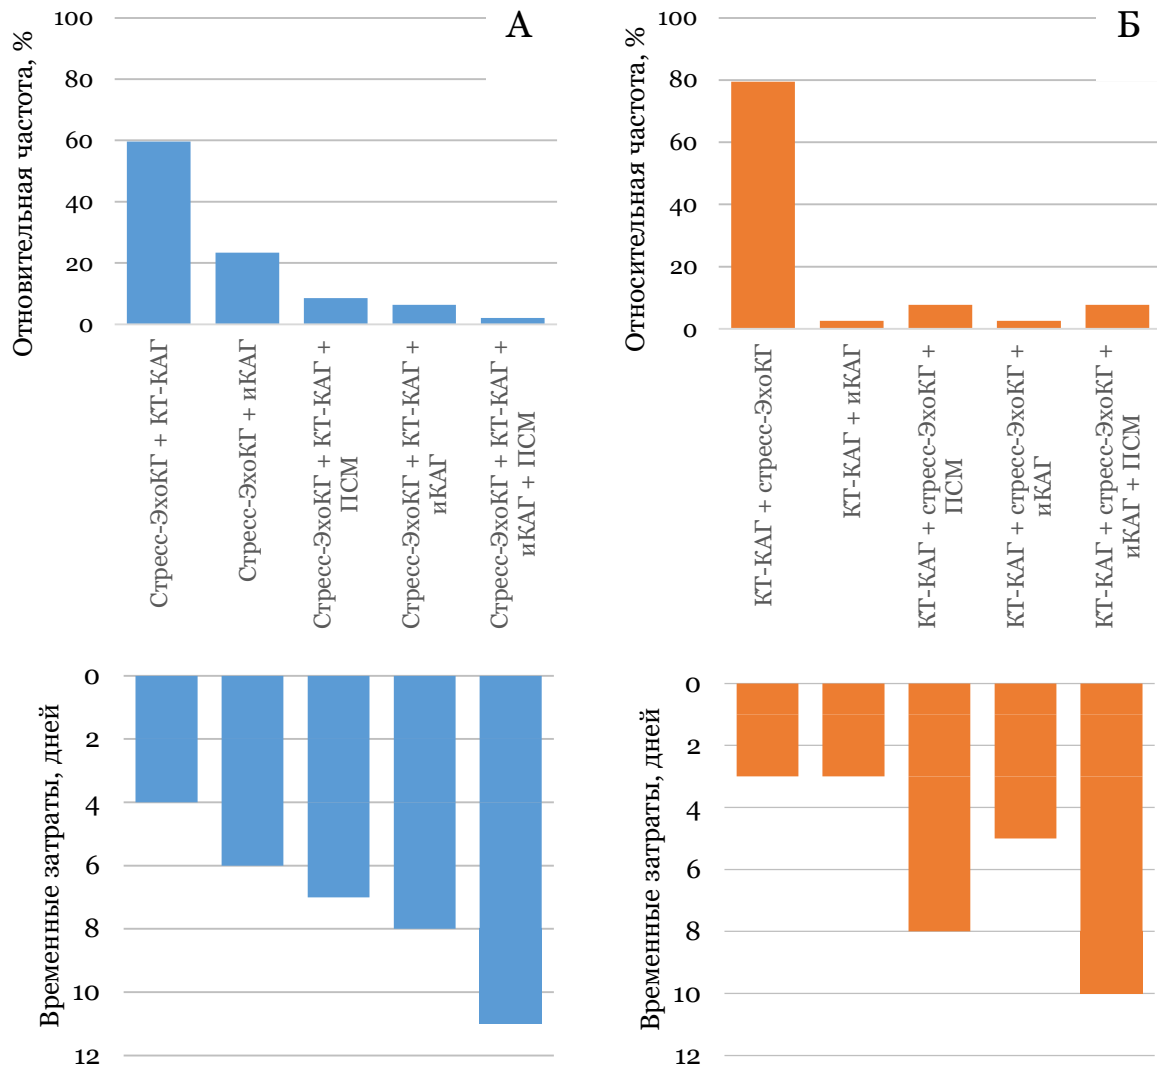 А
Отновительная частота, %
100
80
60
40
20
0
Стресс-ЭхоКГ + КТ-КАГ
Стресс-ЭхоКГ + иКАГ
Стресс-ЭхоКГ + КТ-КАГ +
ПСМ
Стресс-ЭхоКГ + КТ-КАГ +
иКАГ
Стресс-ЭхоКГ + КТ-КАГ +
иКАГ + ПСМ
Временные затраты, дней
0
2
4
6
8
10
12
Б
Относительная частота, %
100
80
60
40
20
0
КТ-КАГ + стресс-ЭхоКГ
КТ-КАГ + иКАГ
КТ-КАГ + стресс-ЭхоКГ +
ПСМ
КТ-КАГ + стресс-ЭхоКГ +
иКАГ
КТ-КАГ + стресс-ЭхоКГ +
иКАГ + ПСМ
Временные затраты, дней
0
2
4
6
8
10
12